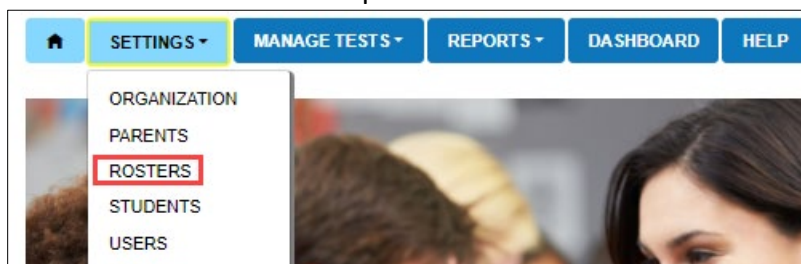 SETTINGS MANAGE TESTS REPORTS DASHBOARD HELP
ORGANIZATION
PARENTS
ROSTERS
STUDENTS
USERS